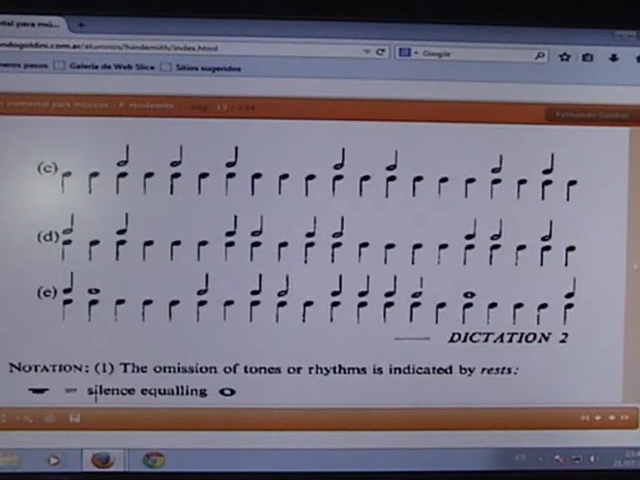 ndogoldini.com.ar/alumnos/hindemith/index.html
Google
Galería de Web Slice
Sitios sugeridos
(c)
(d)
(e)
DICTATION 2
NOTATION: (1) The omission of tones or rhythms is indicated by rests:
= silence equalling